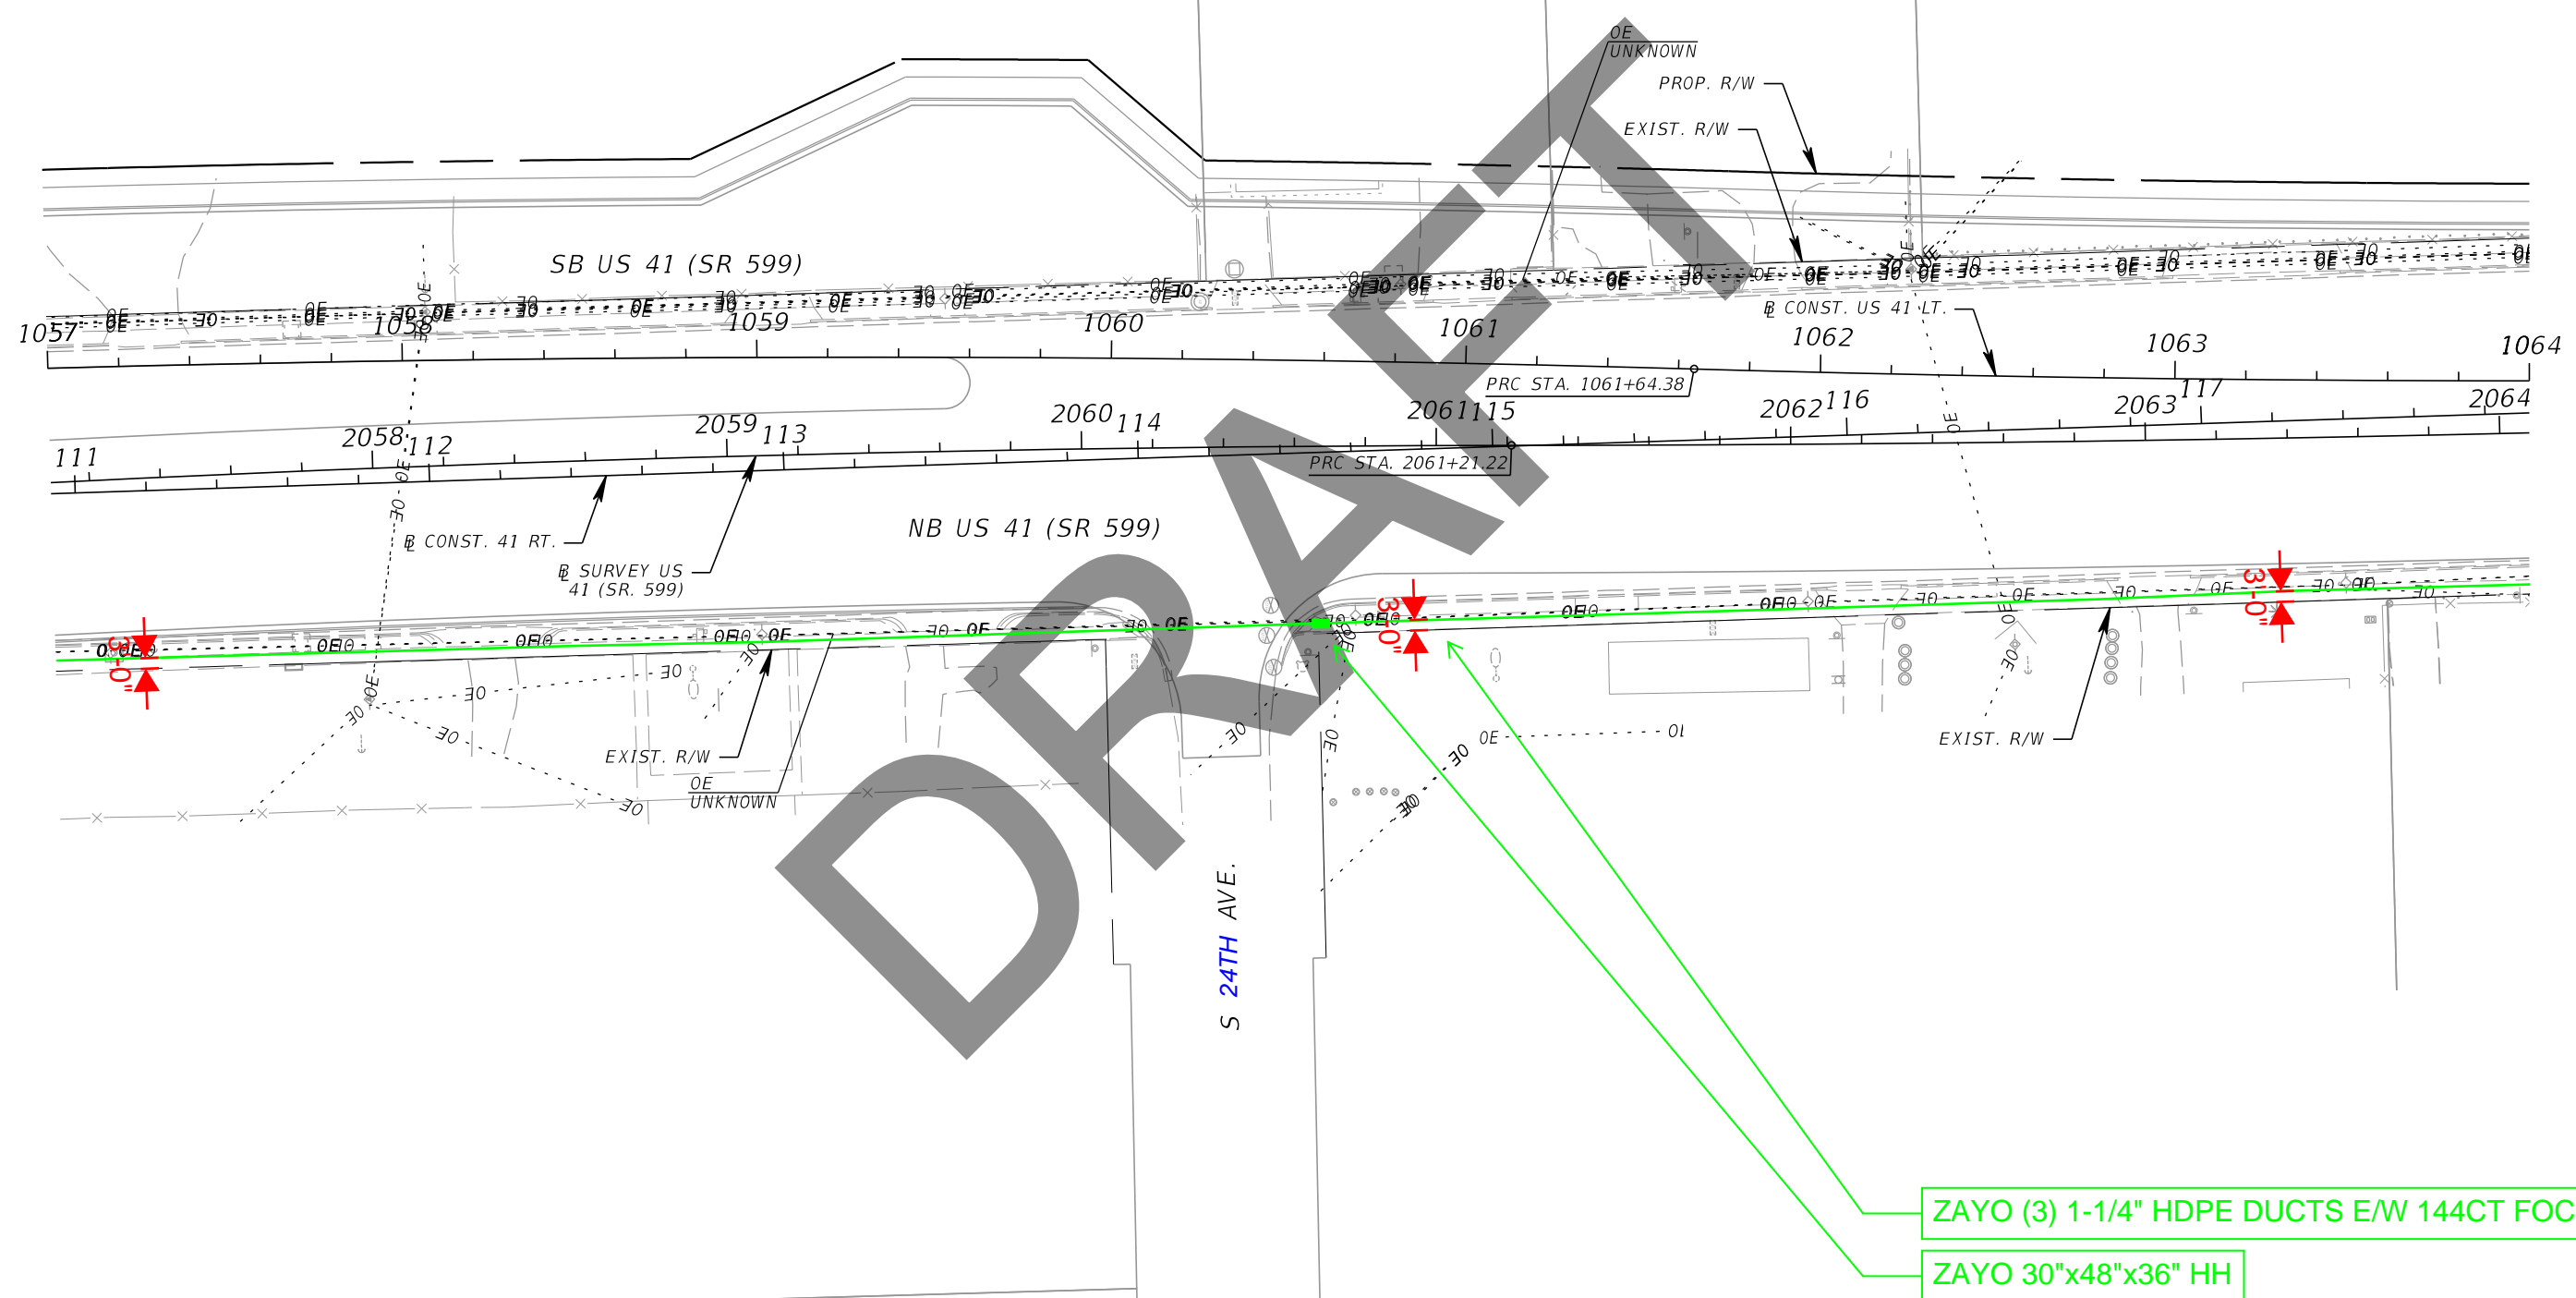 OE
UNKNOWN
PROP. R/W
EXIST. R/W
SB US 41 (SR 599)
1057
1058
1059
1060
1061
1062
1063
1064
℄ CONST. US 41 LT.
PRC STA. 1061+64.38
2058
2059
2060
2061
2062
2063
2064
111
112
113
114
115
116
117
PRC STA. 2061+21.22
NB US 41 (SR 599)
CONST. 41 RT.
SURVEY US
41 (SR. 599)
3'-0"
3'-0"
3'-0"
EXIST. R/W
OE
UNKNOWN
EXIST. R/W
S 24TH AVE.
DRAFT
ZAYO (3) 1-1/4" HDPE DUCTS E/W 144CT FOC
ZAYO 30"x48"x36" HH